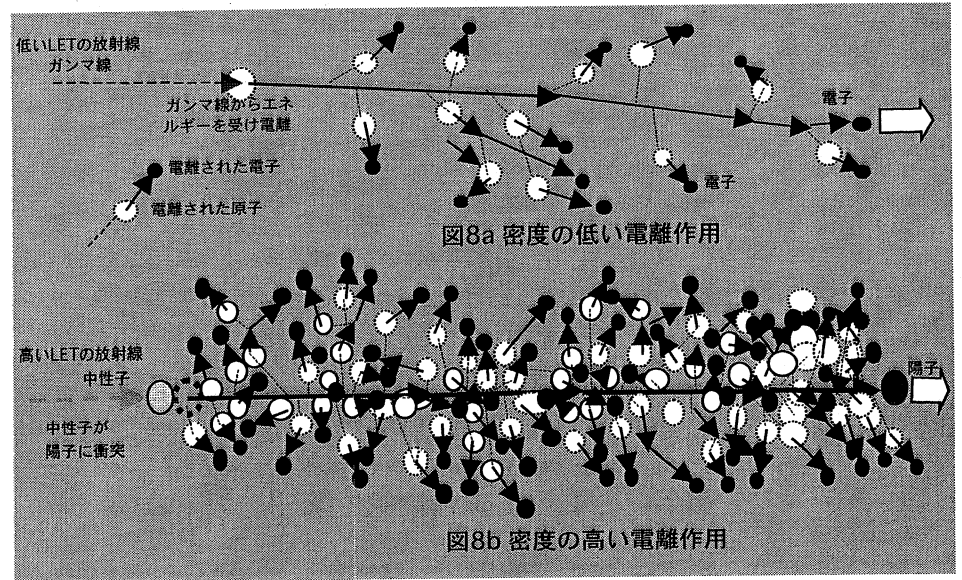 低いLETの放射線
ガンマ線
ガンマ線からエネ
ルギーを受け電離
電子
電離された電子
電離された原子
電子
図8a 密度の低い電離作用
高いLETの放射線
中性子
陽子
中性子が
陽子に衝突
図8b 密度の高い電離作用